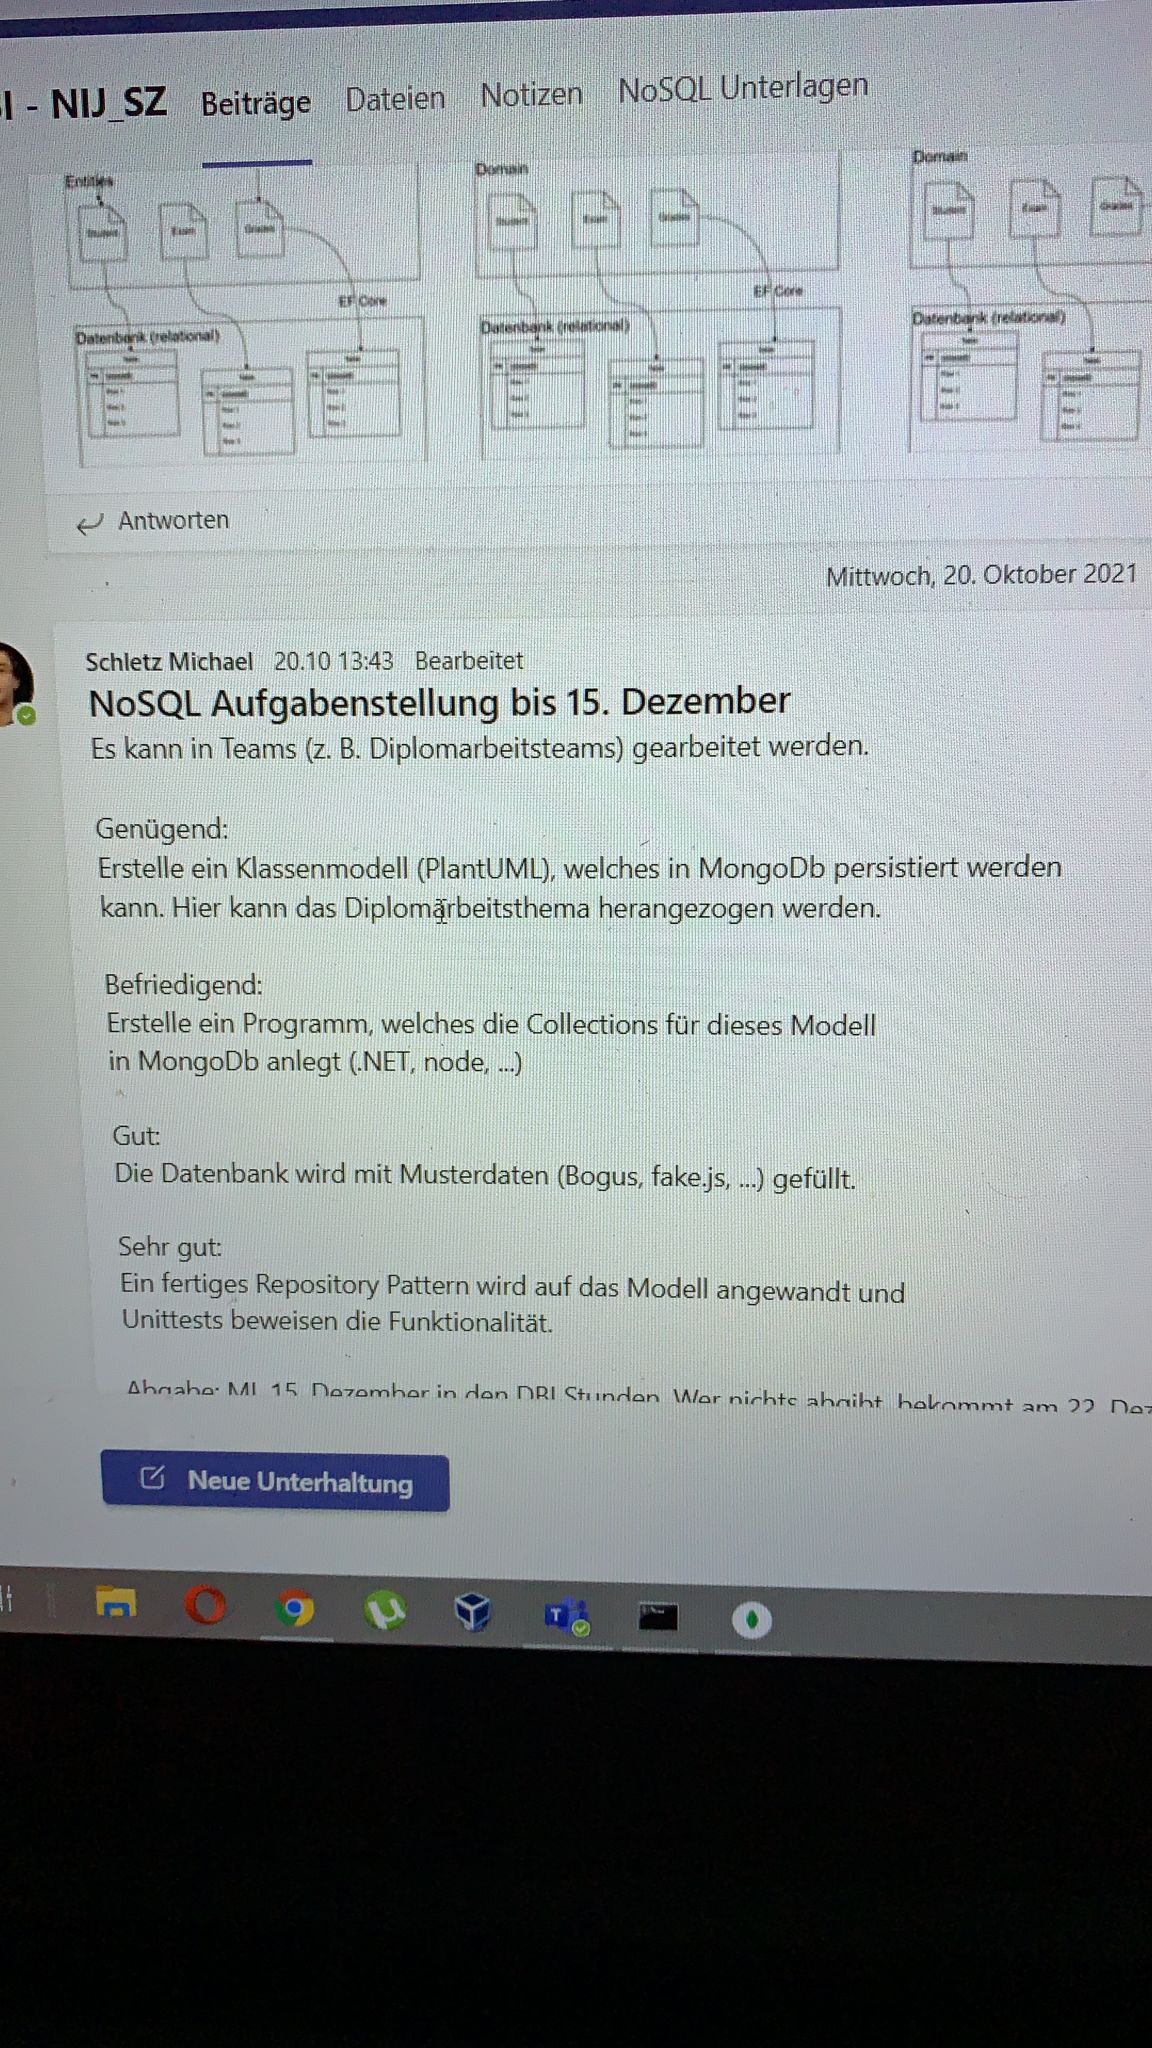 - NIJ_SZ Beiträge Dateien Notizen NoSQL Unterlagen
Entities
Domain
Domain
Student Exam Grades
Student Exam Grades
Student Exam Grades
EF Core
EF Core
Datenbank (relational)
Datenbank (relational)
Datenbank (relational)
Antworten
Mittwoch, 20. Oktober 2021
Schletz Michael 20.10 13:43 Bearbeitet
NoSQL Aufgabenstellung bis 15. Dezember
Es kann in Teams (z. B. Diplomarbeitsteams) gearbeitet werden.
Genügend:
Erstelle ein Klassenmodell (PlantUML), welches in MongoDb persistiert werden
kann. Hier kann das Diplomarbeitsthema herangezogen werden.
Befriedigend:
Erstelle ein Programm, welches die Collections für dieses Modell
in MongoDb anlegt (.NET, node, ...)
Gut:
Die Datenbank wird mit Musterdaten (Bogus, fake.js, ...) gefüllt.
Sehr gut:
Ein fertiges Repository Pattern wird auf das Modell angewandt und
Unittests beweisen die Funktionalität.
Abgabe: MI, 15. Dezember in den DBI Stunden. Wer nichts abgibt, bekommt am 22. Dez
Neue Unterhaltung